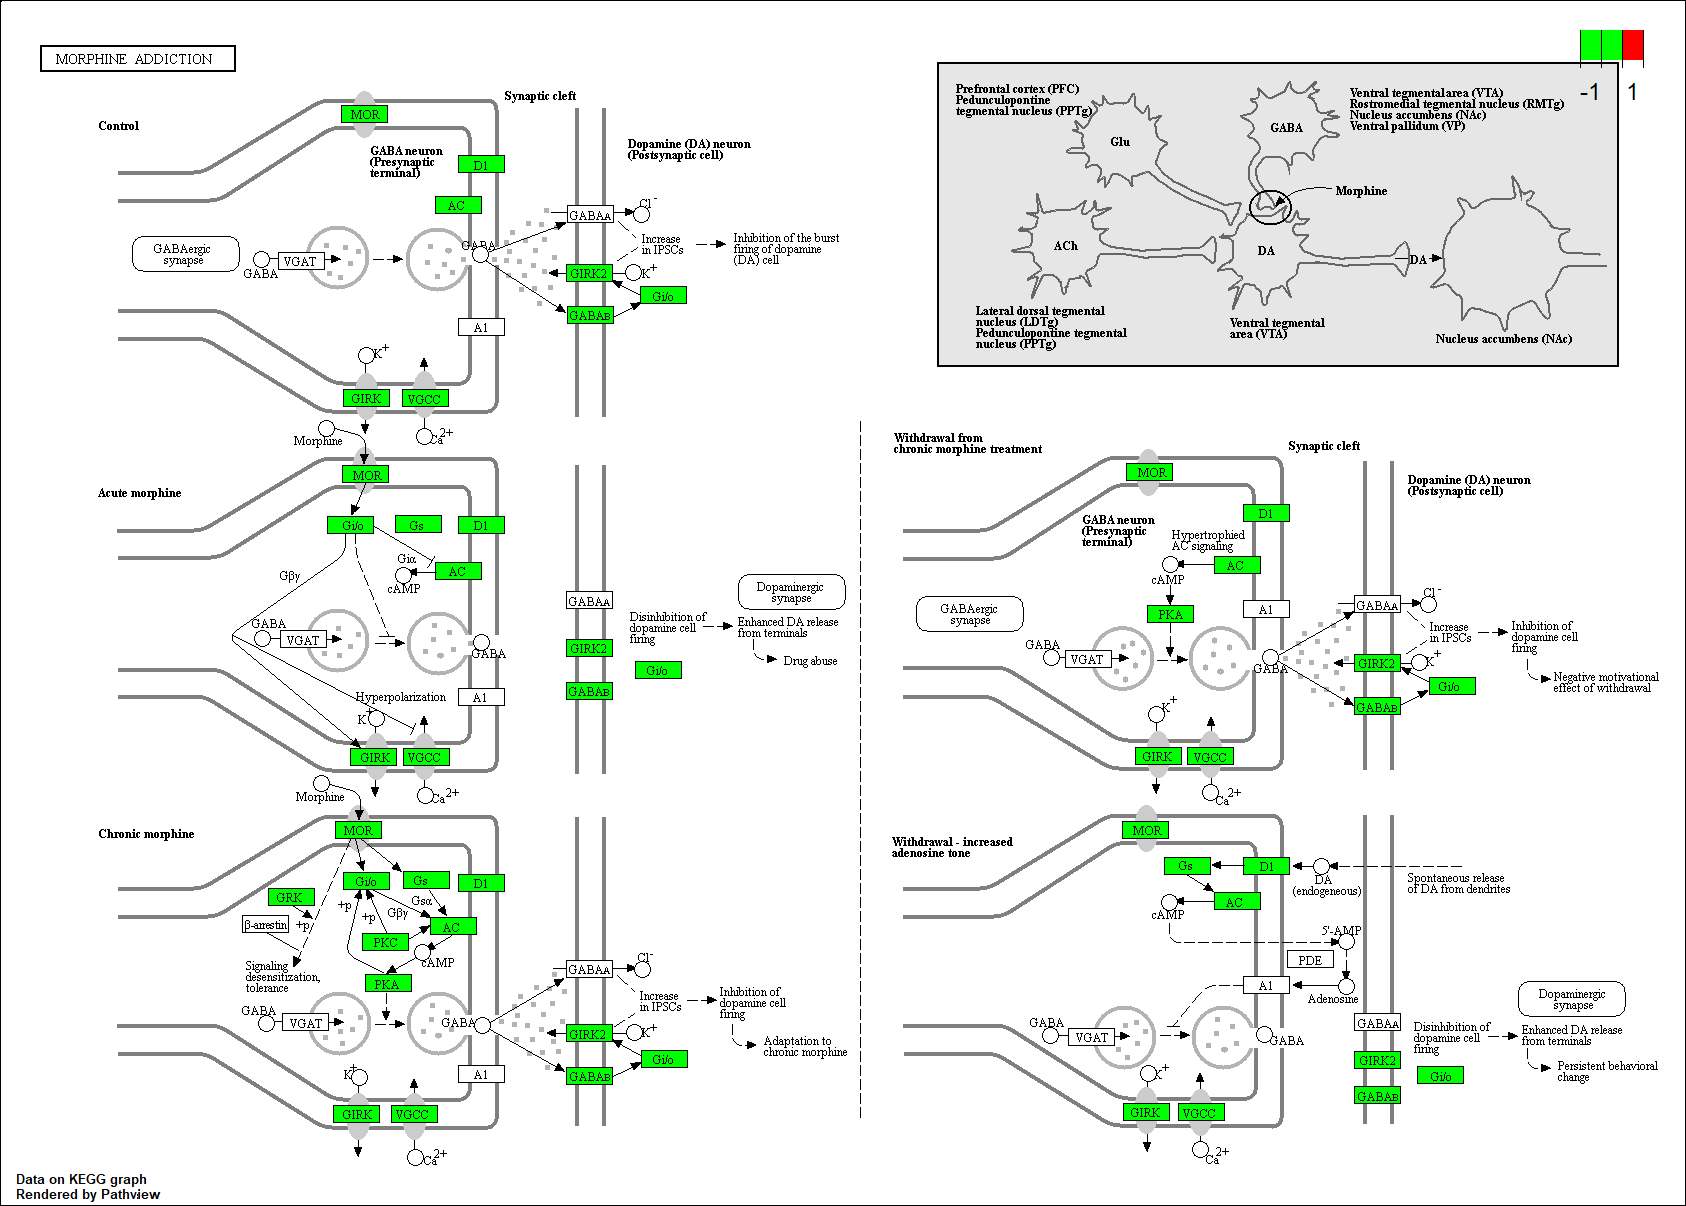 MORPHINE ADDICTION
-1 1
Prefrontal cortex (PFC)
Pedunculopontine
tegmental nucleus (PPTg)
Glu
GABA
Ventral tegmental area (VTA)
Rostromedial tegmental nucleus (RMTg)
Nucleus accumbens (NAc)
Ventral pallidum (VP)
Morphine
ACh
DA
DA
Lateral dorsal tegmental
nucleus (LDTg)
Pedunculopontine tegmental
nucleus (PPTg)
Ventral tegmental
area (VTA)
Nucleus accumbens (NAc)
Control
MOR
Synaptic cleft
GABA neuron
(Presynaptic
terminal)
Dopamine (DA) neuron
(Postsynaptic cell)
D1
AC
GABAergic
synapse
GABA
VGAT
GABA
GABAA
Cl-
Increase
in IPSCs
Inhibition of the burst
firing of dopamine
(DA) cell
GIRK2
K+
Gi/o
GABAB
A1
K+
GIRK
VGCC
Ca2+
Morphine
Acute morphine
MOR
Gi/o
Gs
D1
Giα
AC
cAMP
Gβγ
GABA
VGAT
GABA
Hyperpolarization
A1
K+
GIRK
VGCC
Ca2+
GABAA
GIRK2
Gi/o
GABAB
Disinhibition of
dopamine cell
firing
Dopaminergic
synapse
Enhanced DA release
from terminals
Drug abuse
Morphine
Chronic morphine
MOR
Gi/o
Gs
D1
GRK
+p
+p
+p
Gβγ
Gsα
β-arrestin
PKC
AC
cAMP
Signaling
desensitization,
tolerance
PKA
GABA
VGAT
GABA
A1
K+
GIRK
VGCC
Ca2+
GABAA
Cl-
Increase
in IPSCs
GIRK2
K+
Gi/o
GABAB
Inhibition of
dopamine cell
firing
Adaptation to
chronic morphine
Withdrawal from
chronic morphine treatment
Synaptic cleft
MOR
Dopamine (DA) neuron
(Postsynaptic cell)
GABA neuron
(Presynaptic
terminal)
D1
Hypertrophied
AC signaling
AC
cAMP
PKA
A1
GABAergic
synapse
GABA
VGAT
GABA
GABAA
Cl-
Increase
in IPSCs
GIRK2
K+
Gi/o
GABAB
Inhibition of
dopamine cell
firing
Negative motivational
effect of withdrawal
K+
GIRK
VGCC
Ca2+
Withdrawal - increased
adenosine tone
MOR
Gs
D1
DA
(endogeneous)
Spontaneous release
of DA from dendrites
AC
cAMP
5'-AMP
PDE
A1
Adenosine
GABA
VGAT
GABA
GABAA
GIRK2
Gi/o
GABAB
Disinhibition of
dopamine cell
firing
Dopaminergic
synapse
Enhanced DA release
from terminals
Persistent behavioral
change
K+
GIRK
VGCC
Ca2+
Data on KEGG graph
Rendered by Pathview